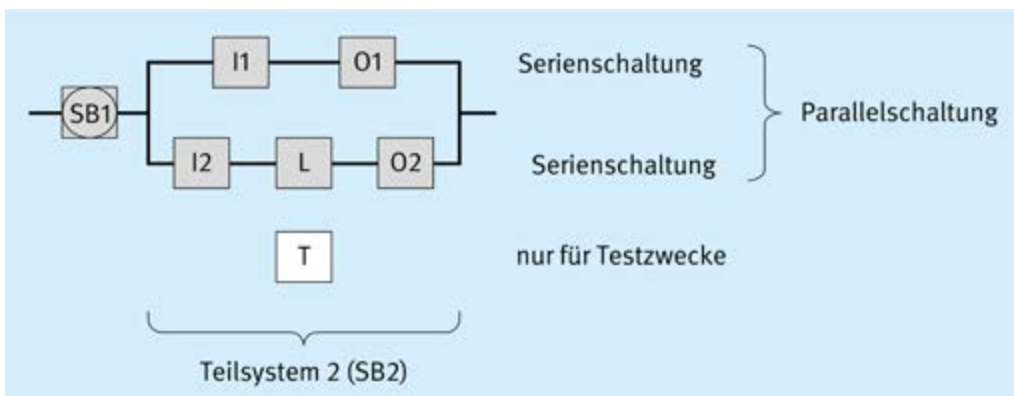 I1
O1
Serienschaltung
SB1
Parallelschaltung
I2
L
O2
Serienschaltung
T
nur für Testzwecke
Teilsystem 2 (SB2)